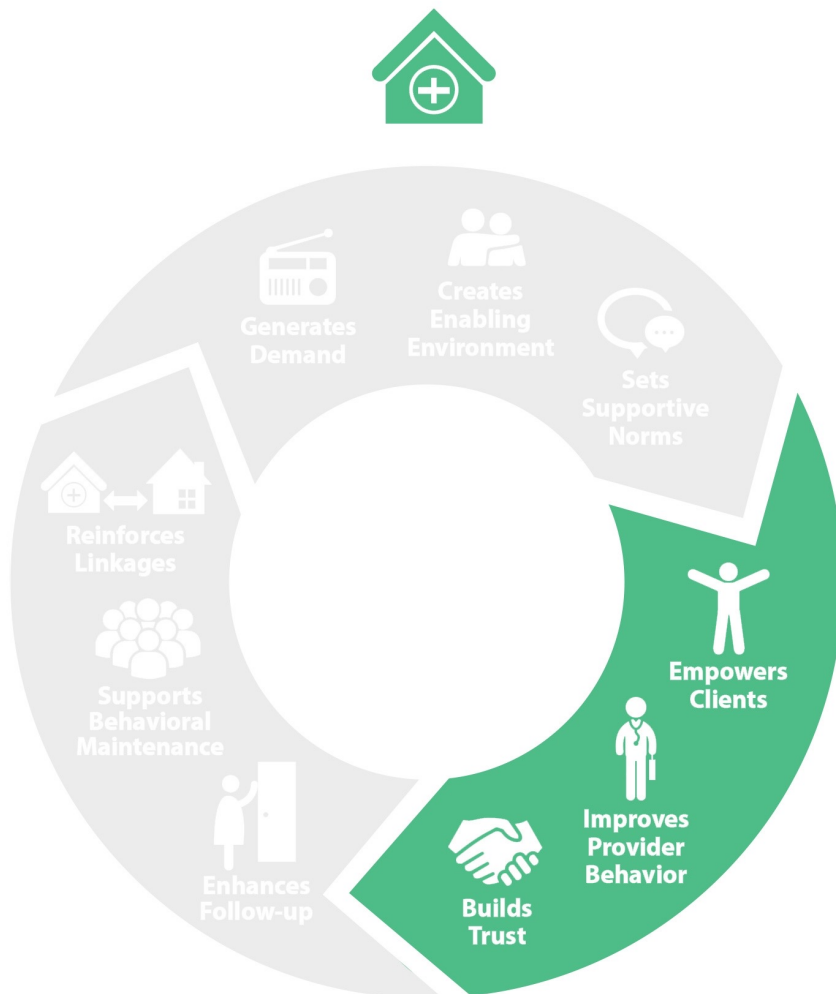 Generates
Demand
Creates
Enabling
Environment
Sets
Supportive
Norms
Empowers
Clients
Improves
Provider
Behavior
Builds
Trust
Enhances
Follow-up
Supports
Behavioral
Maintenance
Reinforces
Linkages